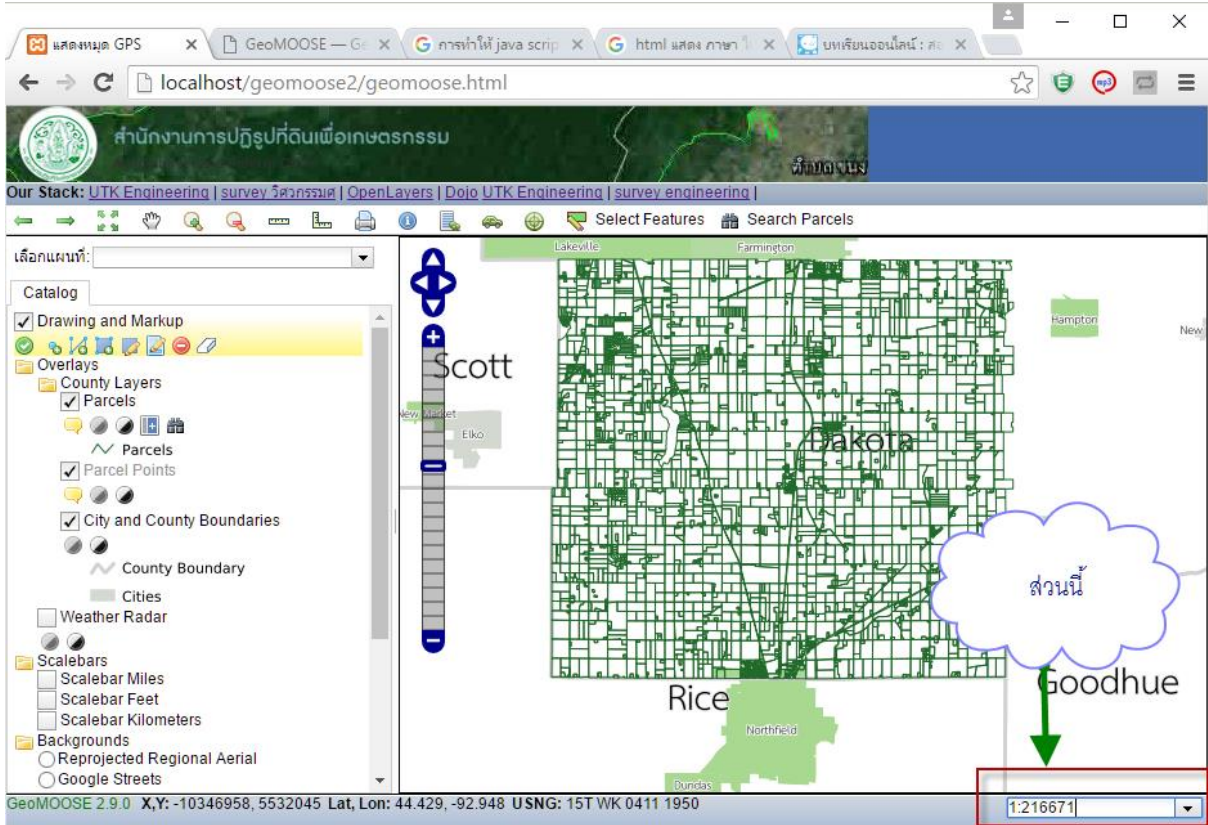 แสดงหมุด GPS
GeoMOOSE — Ge
การทำให้ java scrip
html แสดง ภาษา ไ
บทเรียนออนไลน์ : ส
localhost/geomoose2/geomoose.html
สำนักงานการปฏิรูปที่ดินเพื่อเกษตรกรรม
Our Stack: UTK Engineering | survey วิศวกรรมศ | OpenLayers | Dojo UTK Engineering | survey engineering |
Select Features Search Parcels
เลือกแผนที่:
Catalog
Drawing and Markup
Overlays
County Layers
Parcels
Parcels
Parcel Points
City and County Boundaries
County Boundary
Cities
Weather Radar
Scalebars
Scalebar Miles
Scalebar Feet
Scalebar Kilometers
Backgrounds
Reprojected Regional Aerial
Google Streets
Lakeville
Farmington
Hampton
New
Scott
New Market
Elko
Dakota
ส่วนนี้
Goodhue
Rice
Northfield
Dundas
GeoMOOSE 2.9.0 X,Y: -10346958, 5532045 Lat, Lon: 44.429, -92.948 USNG: 15T WK 0411 1950
1:216671